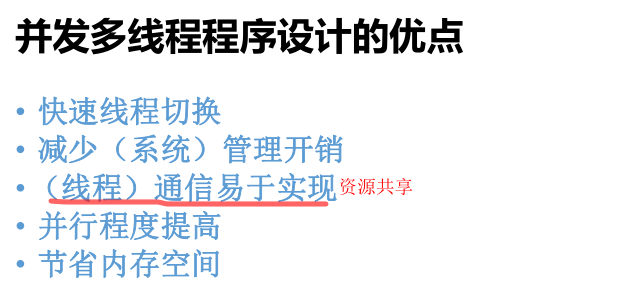 并发多线程程序设计的优点
• 快速线程切换
• 减少（系统）管理开销
• （线程）通信易于实现 资源共享
• 并行程度提高
• 节省内存空间